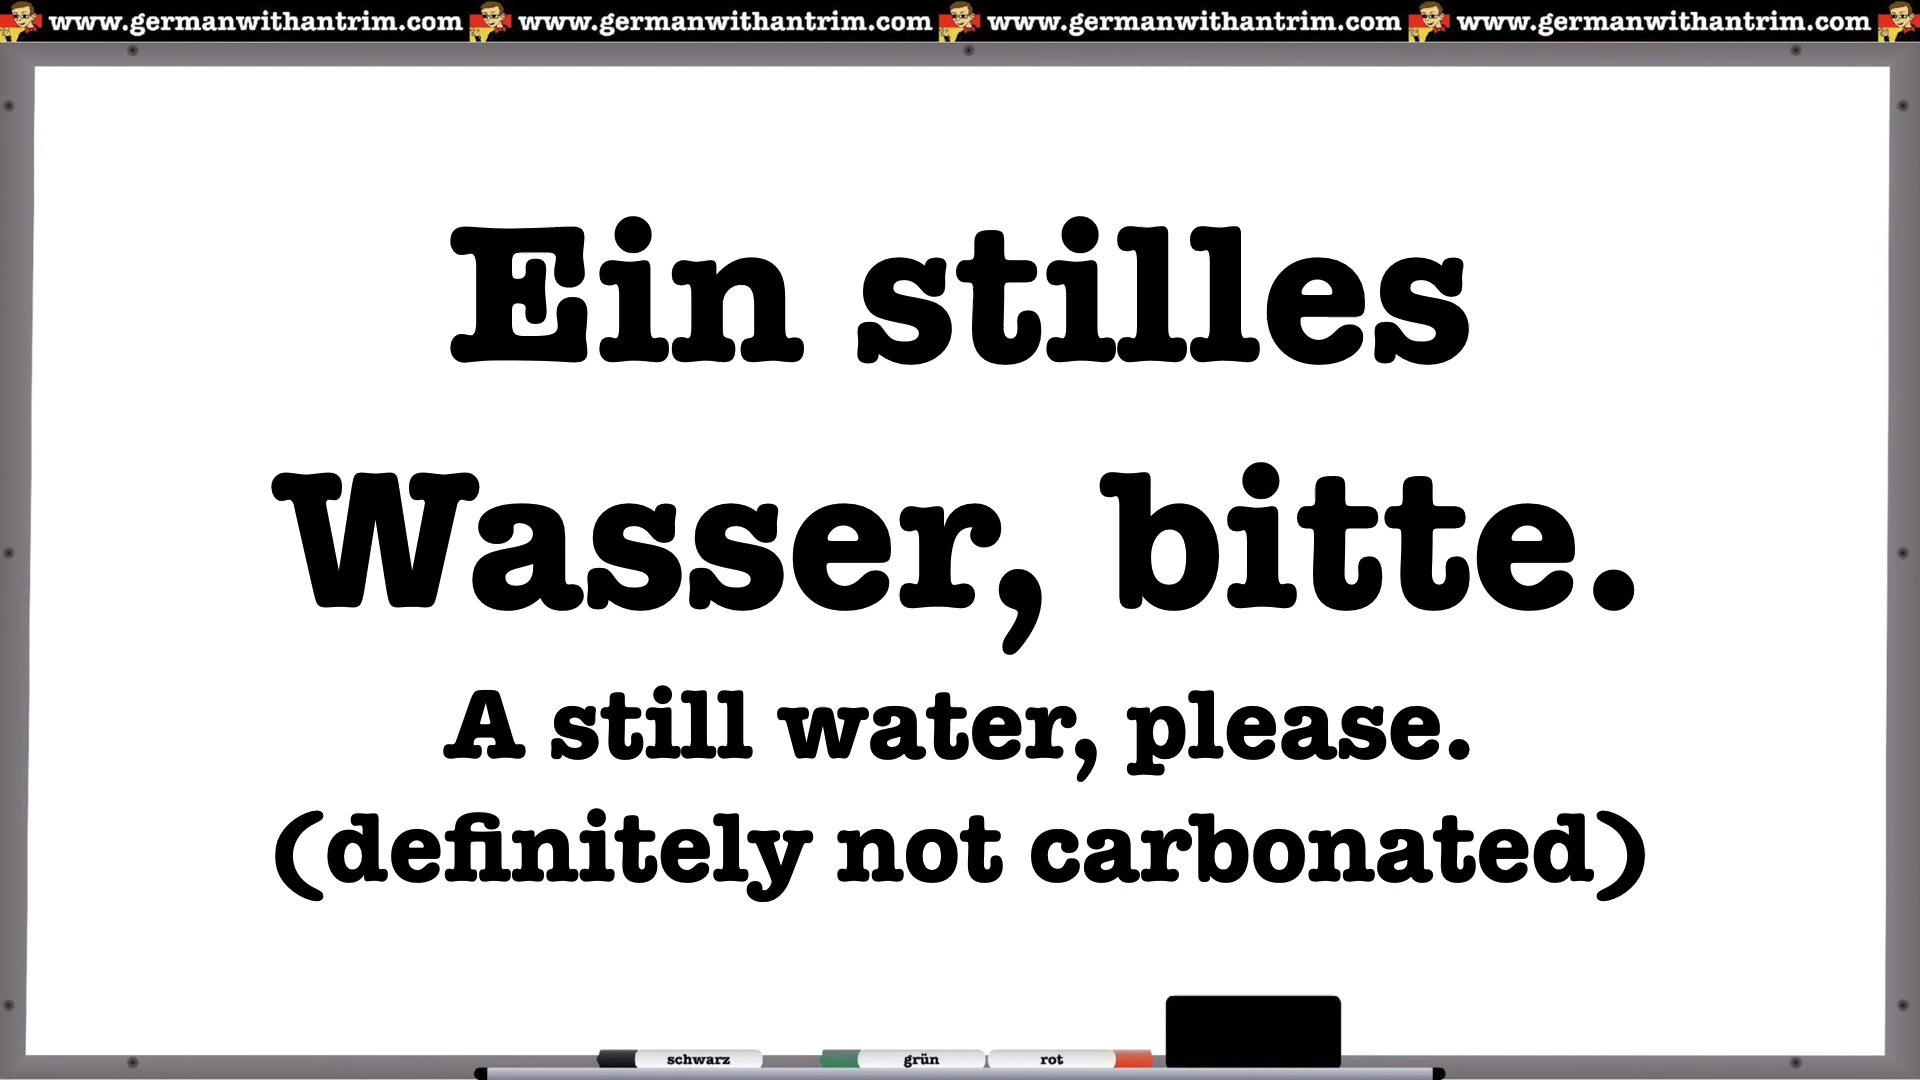 www.germanwithantrim.com www.germanwithantrim.com www.germanwithantrim.com www.germanwithantrim.com
Ein stilles
Wasser, bitte.
A still water, please.
(definitely not carbonated)
schwarz grün rot